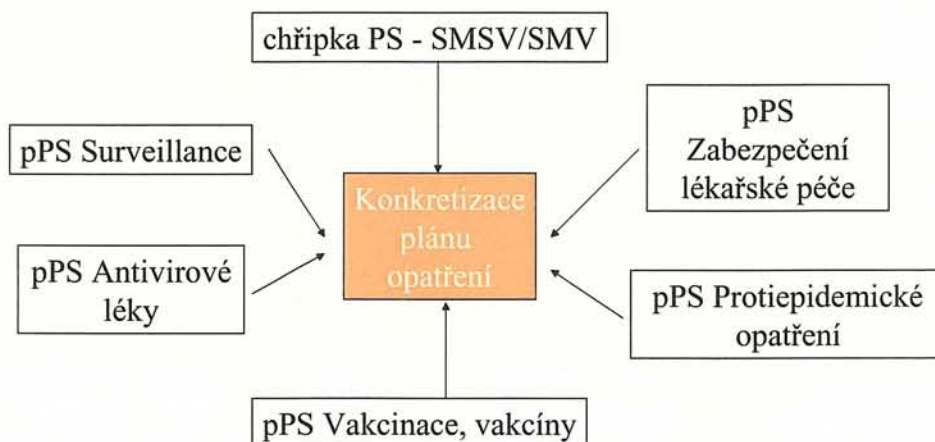 chřipka PS - SMSV/SMV
pPS Surveillance
pPS
Zabezpečení
lékařské péče
Konkretizace
plánu
opatření
pPS Antivirové
léky
pPS Protiepidemické
opatření
pPS Vakcinace, vakcíny